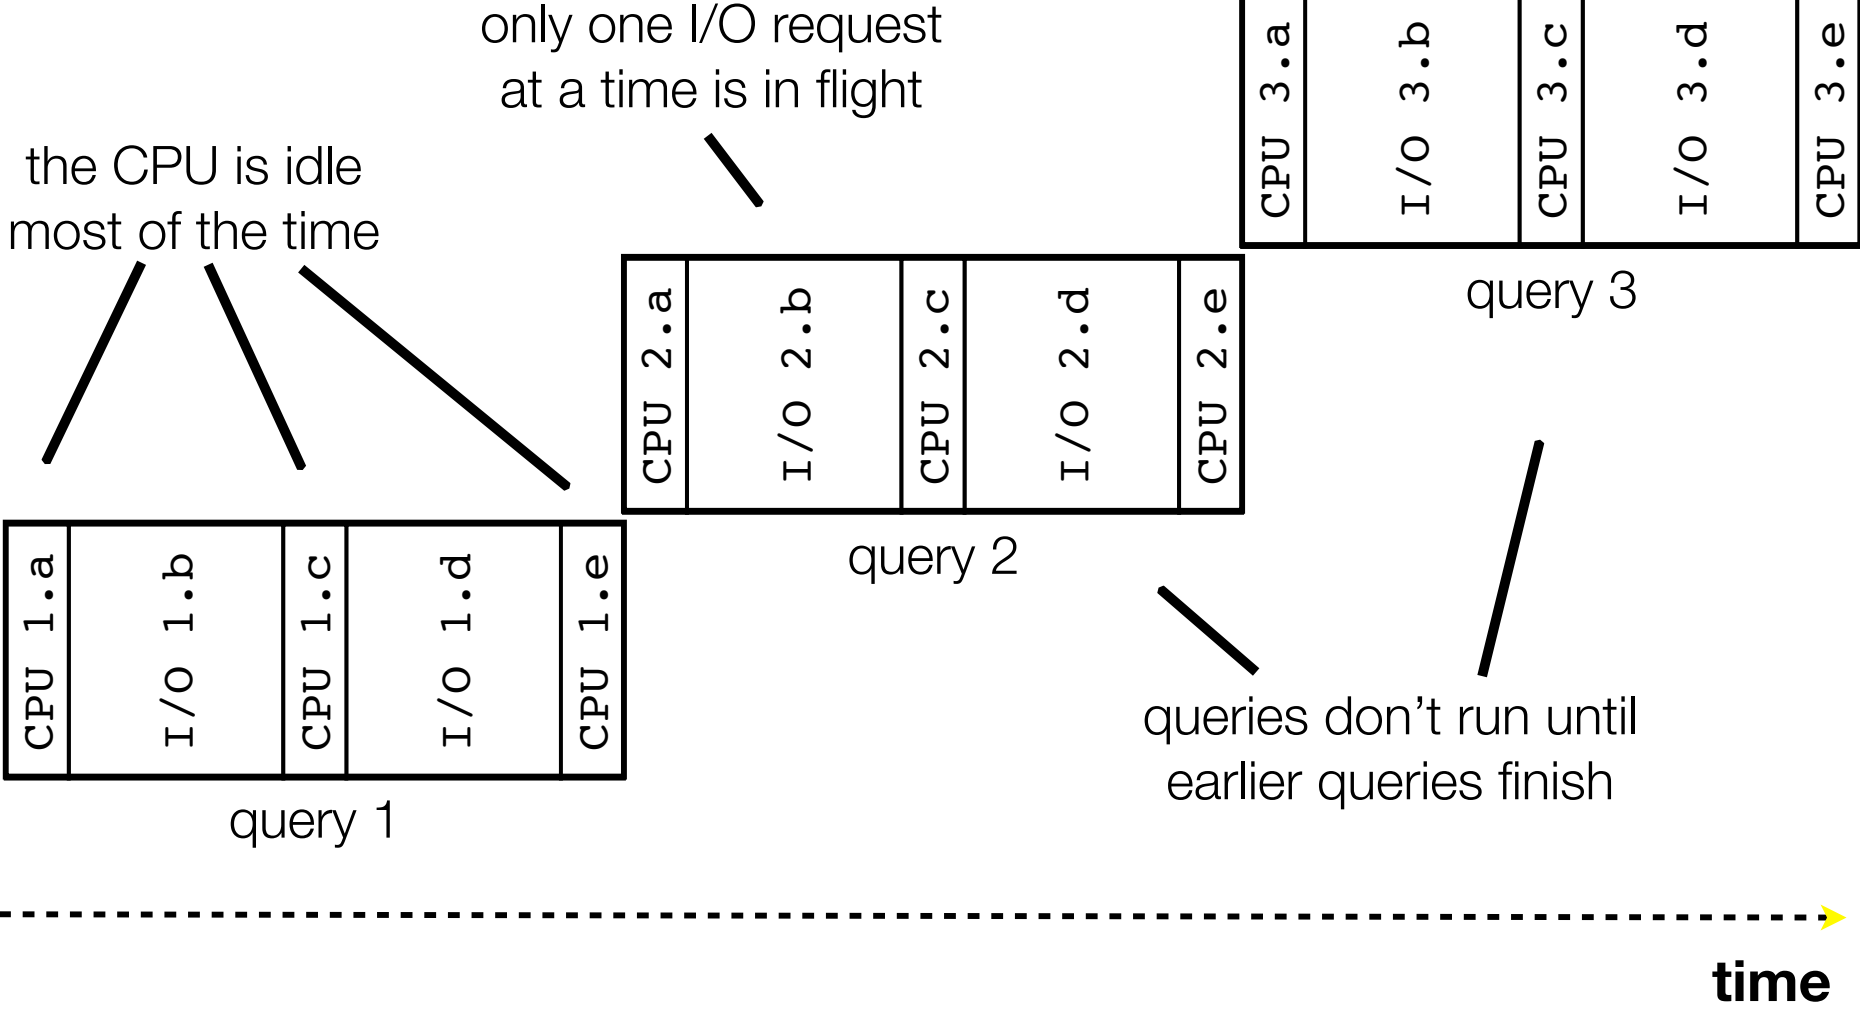 only one I/O request
at a time is in flight
the CPU is idle
most of the time
CPU 3.a
I/O 3.b
CPU 3.c
I/O 3.d
CPU 3.e
query 3
CPU 2.a
I/O 2.b
CPU 2.c
I/O 2.d
CPU 2.e
query 2
CPU 1.a
I/O 1.b
CPU 1.c
I/O 1.d
CPU 1.e
query 1
queries don’t run until
earlier queries finish
time